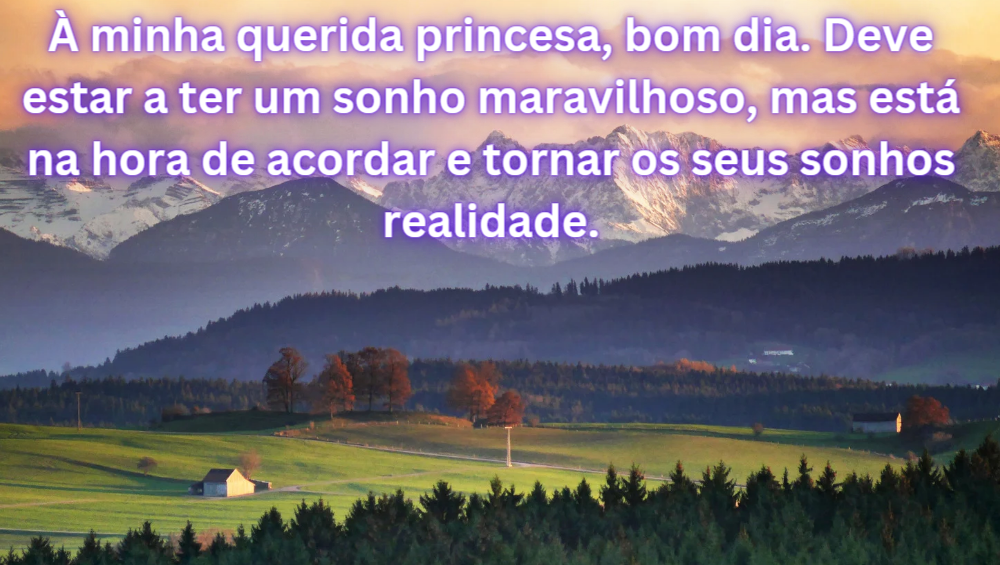 À minha querida princesa, bom dia. Deve
estar a ter um sonho maravilhoso, mas está
na hora de acordar e tornar os seus sonhos
realidade.